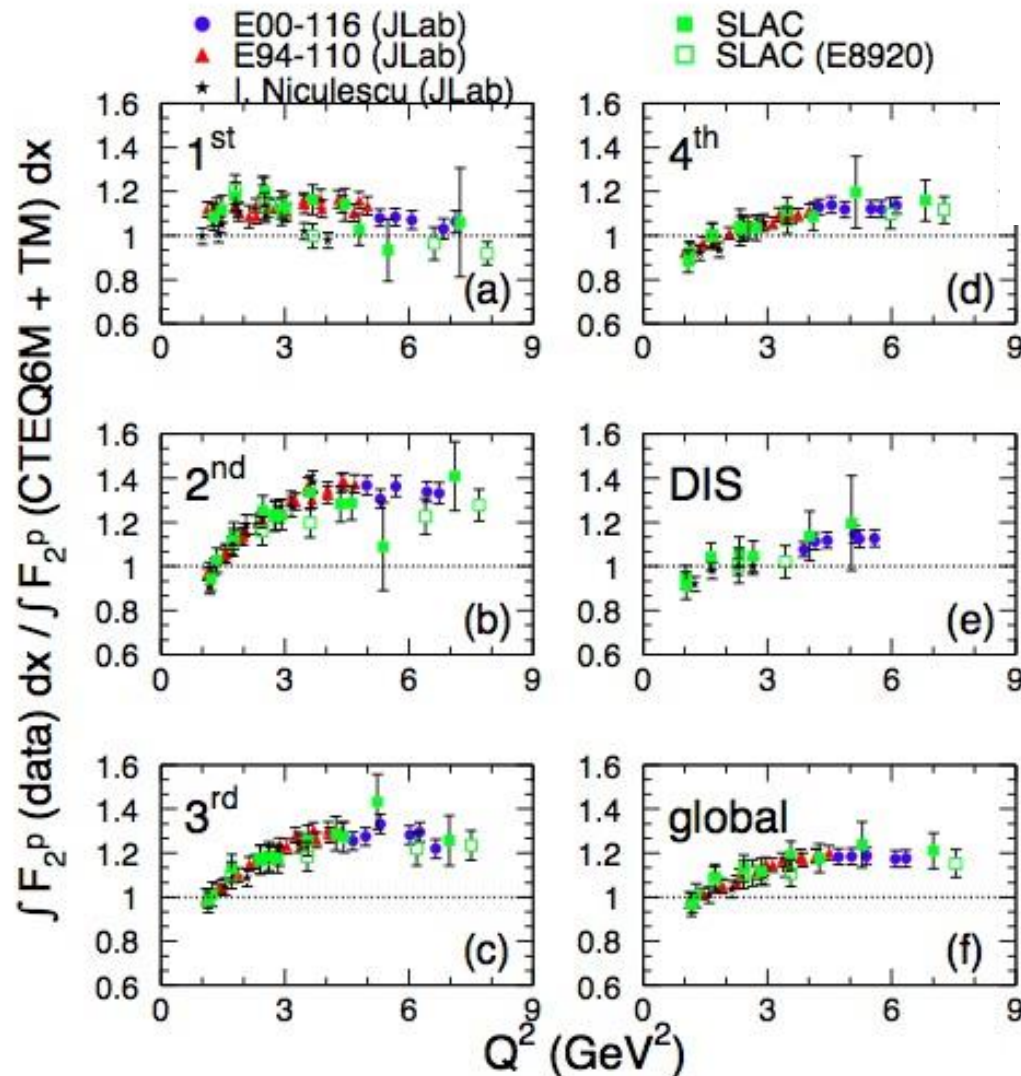 E00-116 (JLab)
E94-110 (JLab)
I. Niculescu (JLab)
SLAC
SLAC (E8920)
∫ F₂ᵖ (data) dx / ∫ F₂ᵖ (CTEQ6M + TM) dx
1.6
1.4
1.2
1
0.8
0.6
1ˢᵗ
(a)
0 3 6 9
4ᵗʰ
(d)
0 3 6 9
1.6
1.4
1.2
1
0.8
0.6
2ⁿᵈ
(b)
0 3 6 9
1.6
1.4
1.2
1
0.8
0.6
DIS
(e)
0 3 6 9
1.6
1.4
1.2
1
0.8
0.6
3ʳᵈ
(c)
0 3 6 9
1.6
1.4
1.2
1
0.8
0.6
global
(f)
0 3 6 9
1.6
1.4
1.2
1
0.8
0.6
Q² (GeV²)